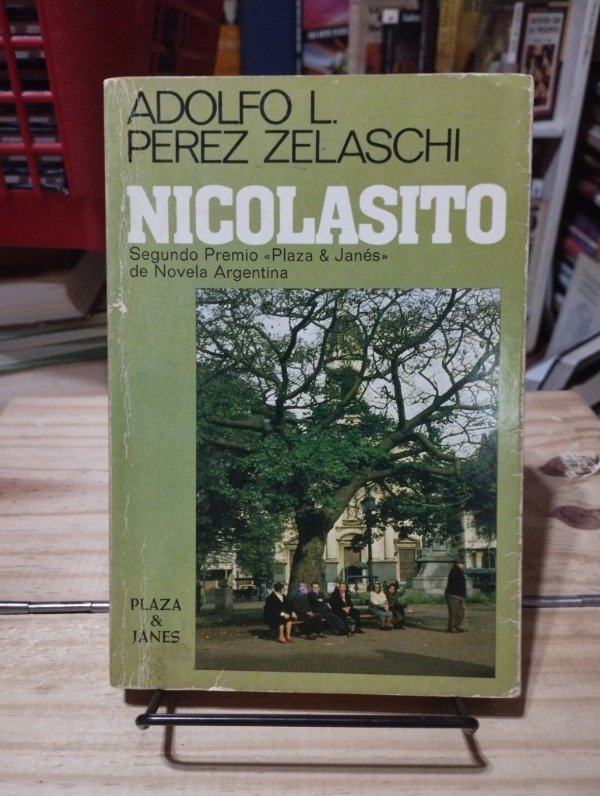 ADOLFO L.
PEREZ ZELASCHI
NICOLASITO
Segundo Premio «Plaza & Janés»
de Novela Argentina
PLAZA
&
JANES